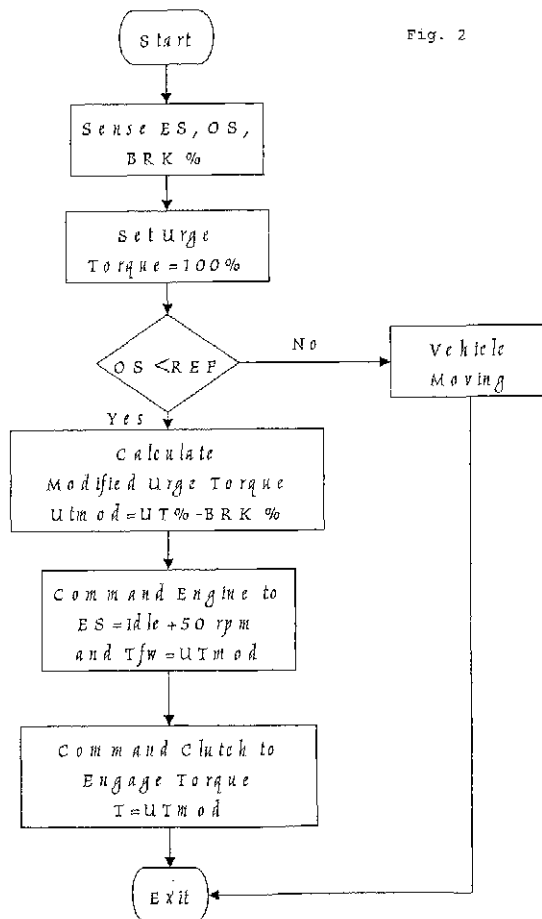 Start
Fig. 2
Sense ES, OS,
BRK %
Set Urge
Torque=100%
OS <REF
No
Vehicle
Moving
Yes
Calculate
Modified Urge Torque
Utmod=UT%-BRK %
Command Engine to
ES=Idle+50 rpm
and Tfw=UTmod
Command Clutch to
Engage Torque
T=UTmod
Exit